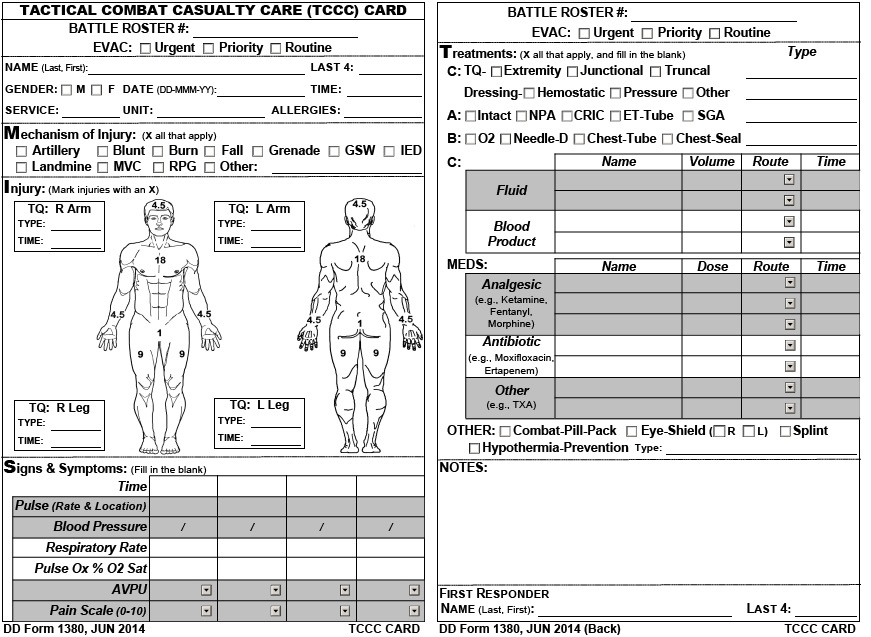 TACTICAL COMBAT CASUALTY CARE (TCCC) CARD
BATTLE ROSTER #:
EVAC: Urgent Priority Routine
NAME (Last, First): LAST 4:
GENDER: M F DATE (DD-MMM-YY): TIME:
SERVICE: UNIT: ALLERGIES:
Mechanism of Injury: (X all that apply)
Artillery Blunt Burn Fall Grenade GSW IED
Landmine MVC RPG Other:
Injury: (Mark injuries with an X)
TQ: R Arm
TYPE:
TIME:
TQ: L Arm
TYPE:
TIME:
4.5 4.5
18 18
4.5 4.5 4.5 4.5
1 1
9 9 9 9
TQ: R Leg
TYPE:
TIME:
TQ: L Leg
TYPE:
TIME:
Signs & Symptoms: (Fill in the blank)
Time
Pulse (Rate & Location)
Blood Pressure / / / /
Respiratory Rate
Pulse Ox % O2 Sat
AVPU
Pain Scale (0-10)
DD Form 1380, JUN 2014 TCCC CARD
BATTLE ROSTER #:
EVAC: Urgent Priority Routine
Treatments: (X all that apply, and fill in the blank) Type
C: TQ- Extremity Junctional Truncal
Dressing- Hemostatic Pressure Other
A: Intact NPA CRIC ET-Tube SGA
B: O2 Needle-D Chest-Tube Chest-Seal
C: Name Volume Route Time
Fluid
Blood
Product
MEDS: Name Dose Route Time
Analgesic
(e.g., Ketamine,
Fentanyl,
Morphine)
Antibiotic
(e.g., Moxifloxacin,
Ertapenem)
Other
(e.g., TXA)
OTHER: Combat-Pill-Pack Eye-Shield (R L) Splint
Hypothermia-Prevention Type:
NOTES:
FIRST RESPONDER
NAME (Last, First): LAST 4:
DD Form 1380, JUN 2014 (Back) TCCC CARD